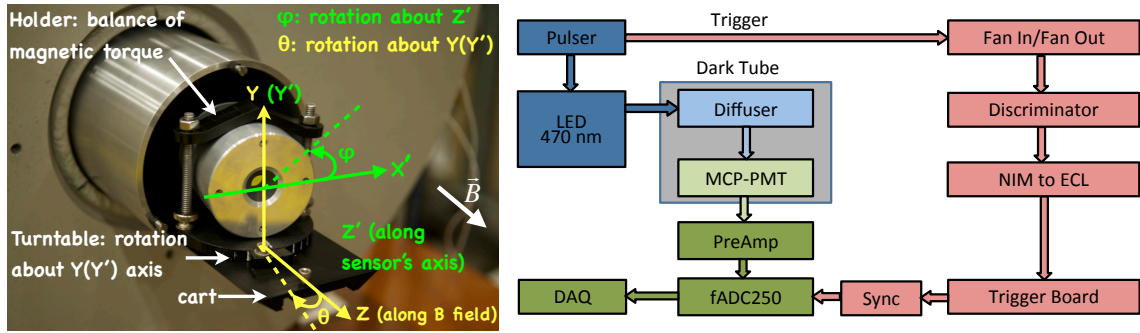 Holder: balance of
magnetic torque
φ: rotation about Z'
θ: rotation about Y(Y')
Y (Y')
φ
X'
B
Turntable: rotation
about Y(Y') axis
Z' (along
sensor's axis)
cart
θ
Z (along B field)
Trigger
Pulser
Fan In/Fan Out
Dark Tube
LED
470 nm
Diffuser
Discriminator
MCP-PMT
NIM to ECL
PreAmp
DAQ
fADC250
Sync
Trigger Board